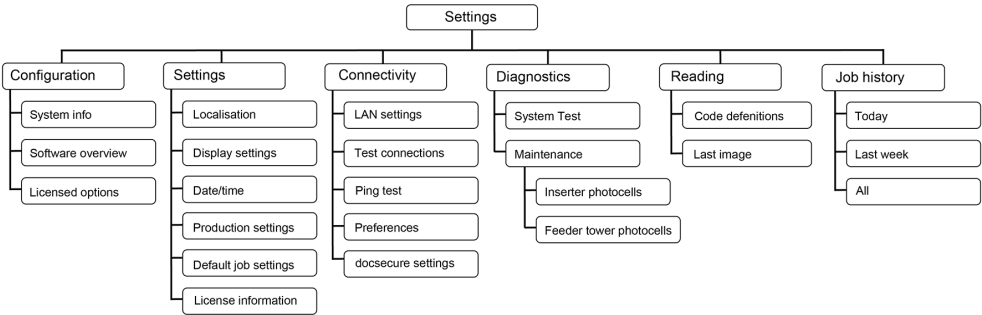 Settings
Configuration
System info
Software overview
Licensed options
Settings
Localisation
Display settings
Date/time
Production settings
Default job settings
License information
Connectivity
LAN settings
Test connections
Ping test
Preferences
docsecure settings
Diagnostics
System Test
Maintenance
Inserter photocells
Feeder tower photocells
Reading
Code defenitions
Last image
Job history
Today
Last week
All